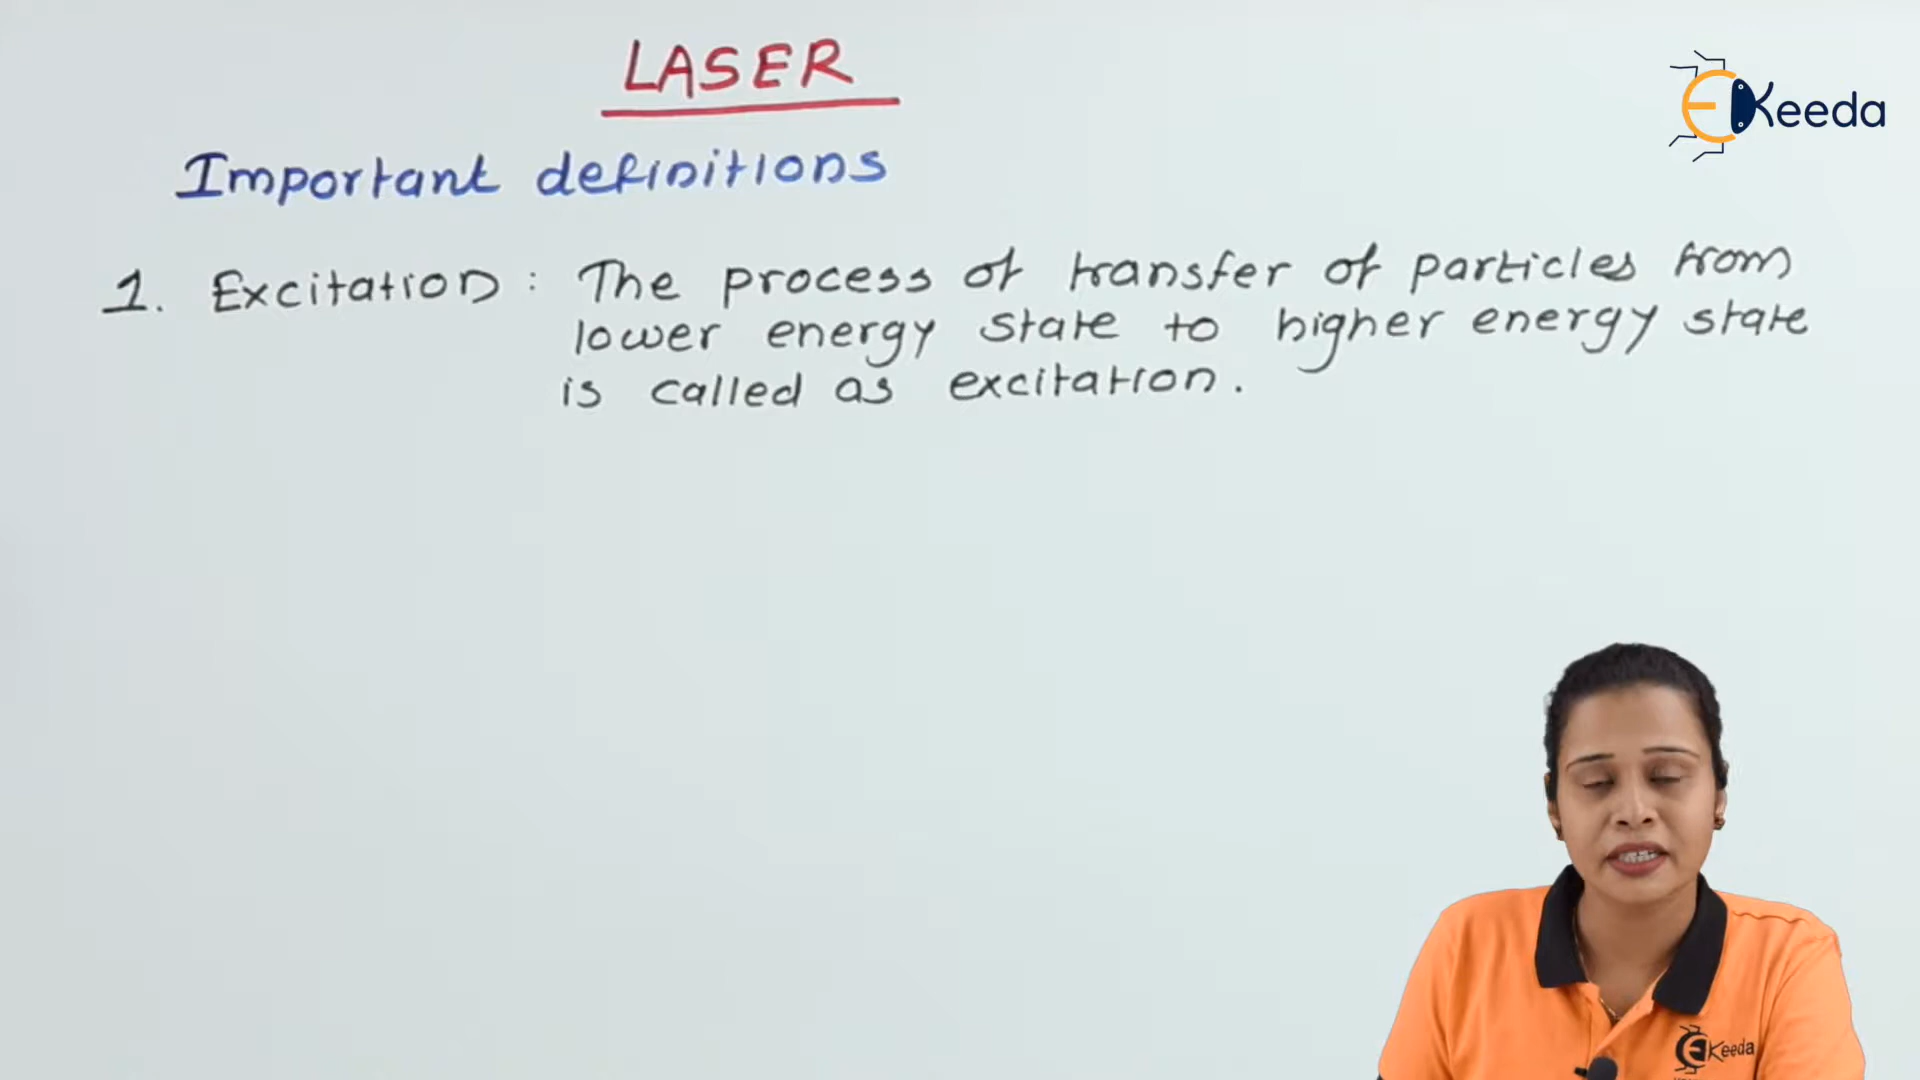 LASER
EKeeda
Important definitions
1. Excitation : The process of transfer of particles from
lower energy state to higher energy state
is called as excitation.
EKeeda